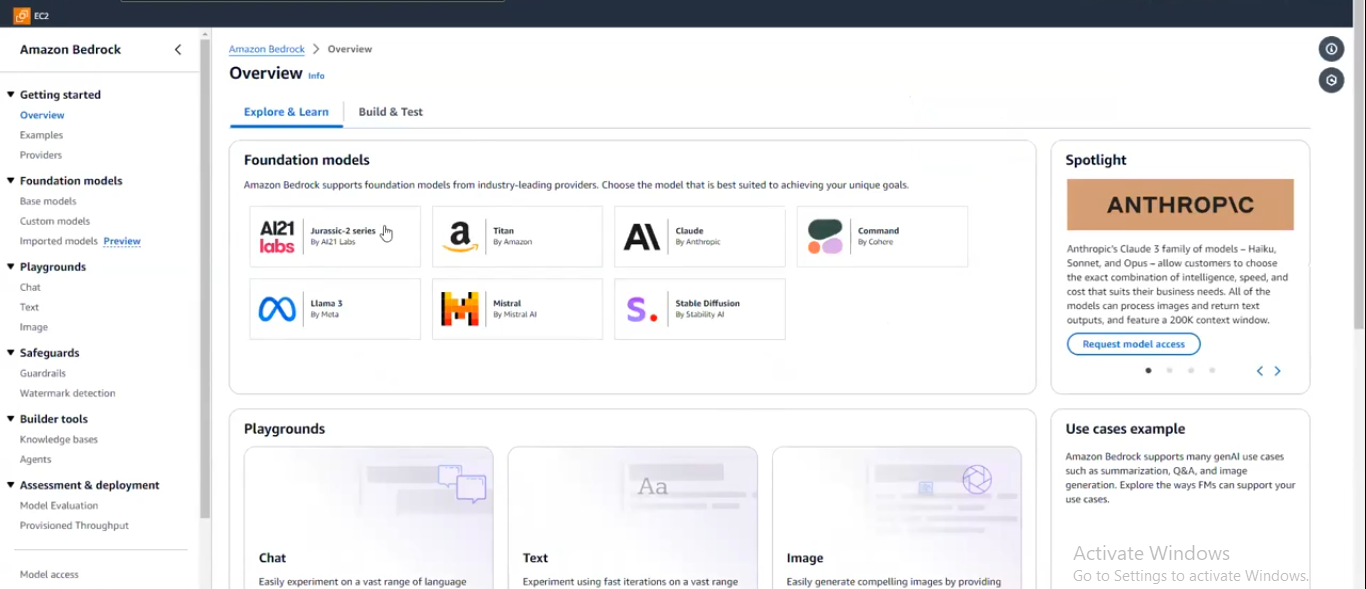 EC2
Amazon Bedrock
Getting started
Overview
Examples
Providers
Foundation models
Base models
Custom models
Imported models Preview
Playgrounds
Chat
Text
Image
Safeguards
Guardrails
Watermark detection
Builder tools
Knowledge bases
Agents
Assessment & deployment
Model Evaluation
Provisioned Throughput
Model access
Amazon Bedrock > Overview
Overview Info
Explore & Learn
Build & Test
Foundation models
Amazon Bedrock supports foundation models from industry-leading providers. Choose the model that is best suited to achieving your unique goals.
AI21 labs
Jurassic-2 series
By AI21 Labs
a
Titan
By Amazon
A\
Claude
By Anthropic
Command
By Cohere
Llama 3
By Meta
Mistral
By Mistral AI
S.
Stable Diffusion
By Stability AI
Spotlight
ANTHROP\C
Anthropic's Claude 3 family of models – Haiku,
Sonnet, and Opus – allow customers to choose
the exact combination of intelligence, speed, and
cost that suits their business needs. All of the
models can process images and return text
outputs, and feature a 200K context window.
Request model access
Playgrounds
Chat
Easily experiment on a vast range of language
Aa
Text
Experiment using fast iterations on a vast range
Image
Easily generate compelling images by providing
Use cases example
Amazon Bedrock supports many genAI use cases
such as summarization, Q&A, and image
generation. Explore the ways FMs can support your
use cases.
Activate Windows
Go to Settings to activate Windows.